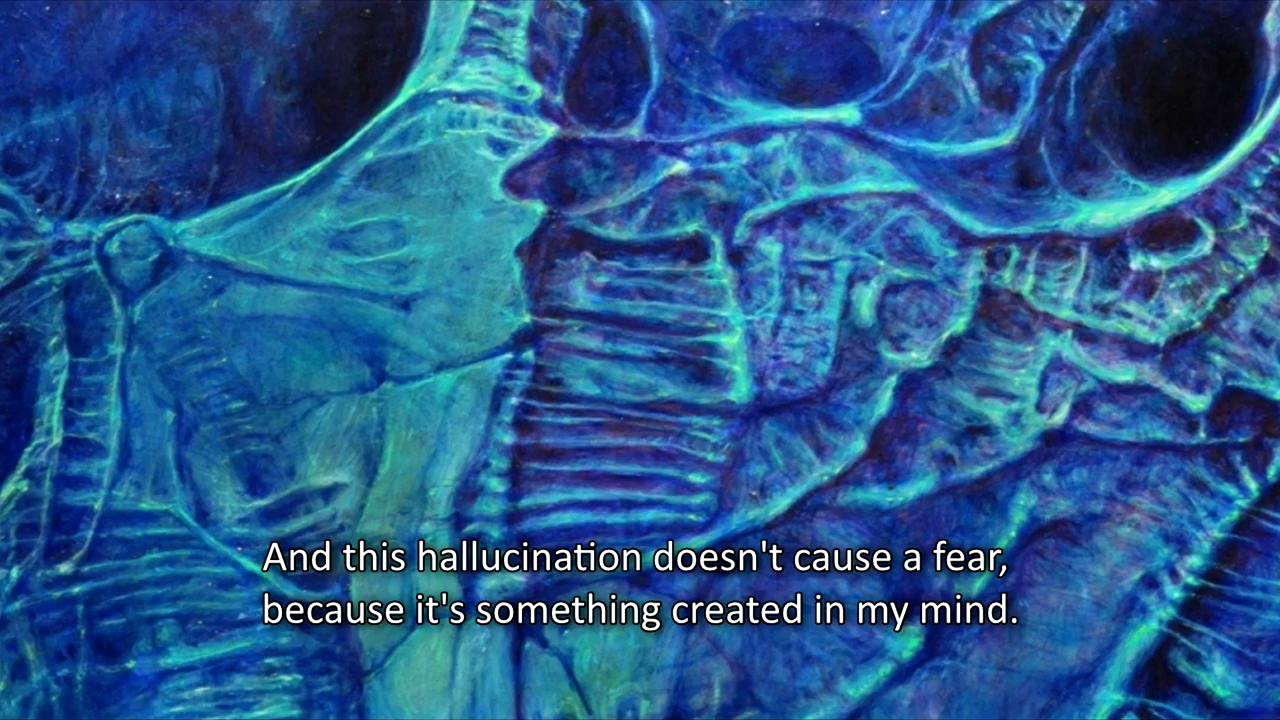 And this hallucination doesn't cause a fear,
because it's something created in my mind.